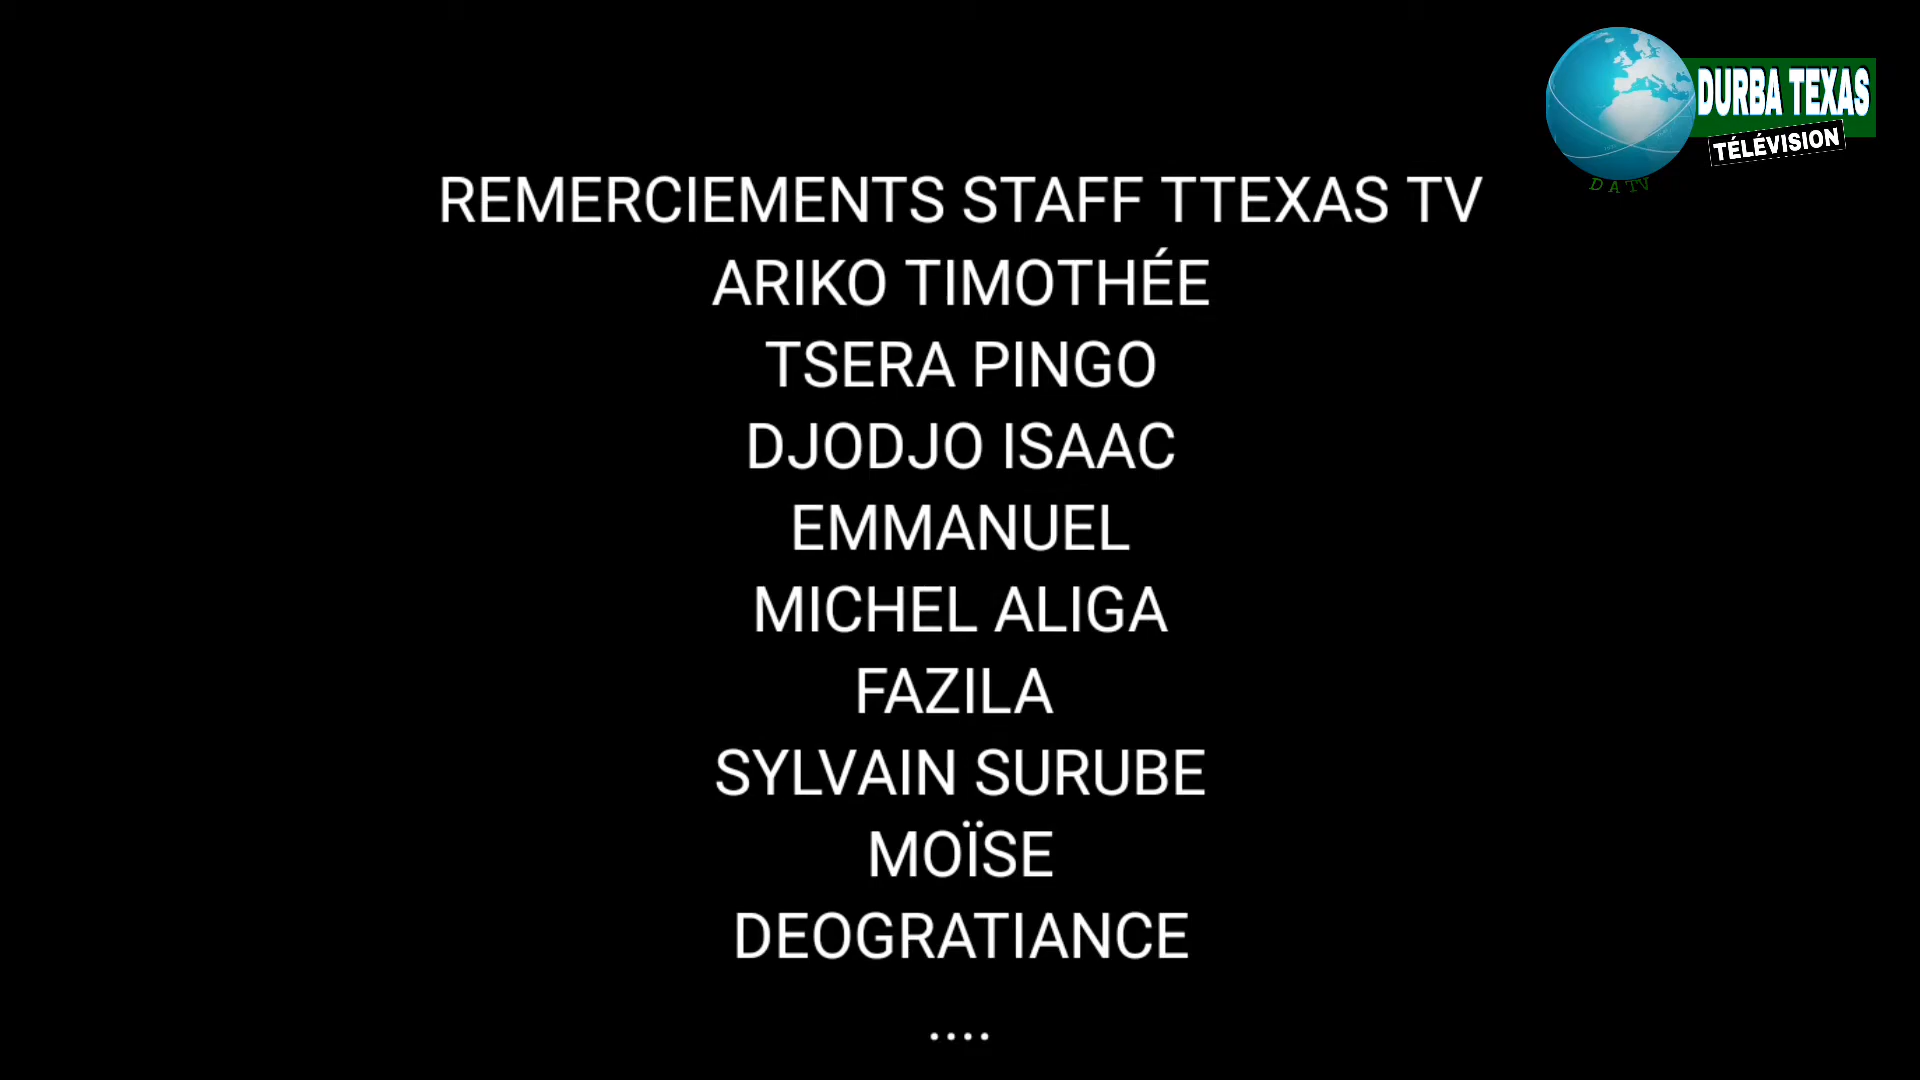 DURBA TEXAS
TÉLÉVISION
D A TV
REMERCIEMENTS STAFF TTEXAS TV
ARIKO TIMOTHÉE
TSERA PINGO
DJODJO ISAAC
EMMANUEL
MICHEL ALIGA
FAZILA
SYLVAIN SURUBE
MOÏSE
DEOGRATIANCE
....